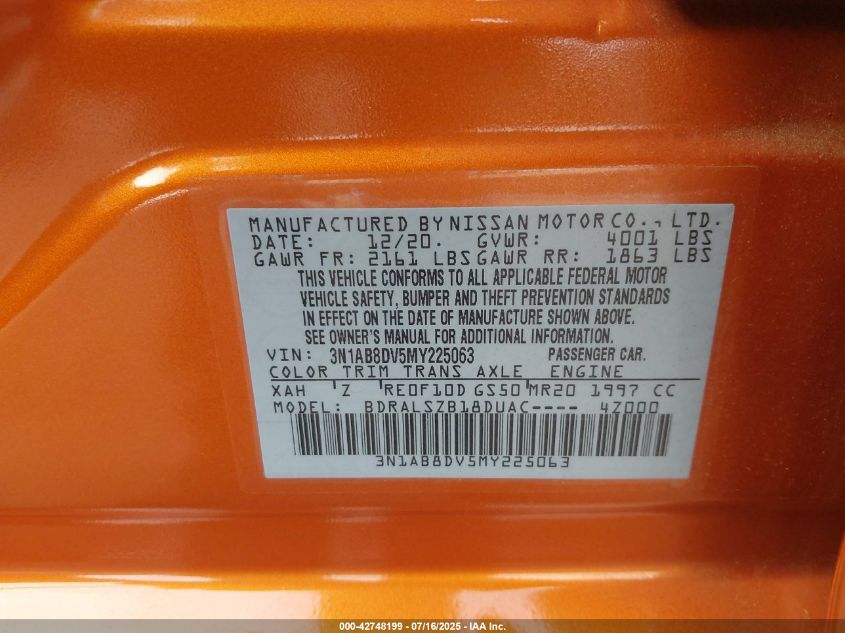 MANUFACTURED BY NISSAN MOTOR CO., LTD.
DATE: 12/20. GVWR: 4001 LBS
GAWR FR: 2161 LBS GAWR RR: 1863 LBS
THIS VEHICLE CONFORMS TO ALL APPLICABLE FEDERAL MOTOR
VEHICLE SAFETY, BUMPER AND THEFT PREVENTION STANDARDS
IN EFFECT ON THE DATE OF MANUFACTURE SHOWN ABOVE.
SEE OWNER'S MANUAL FOR ADDITIONAL INFORMATION.
VIN: 3N1AB8DV5MY225063 PASSENGER CAR.
COLOR TRIM TRANS AXLE ENGINE
XAH 'Z 'RE0F10D GS50'MR20 1997 CC
MODEL: BDRALSZB18DUAC---- 4Z000
3N1AB8DV5MY225063
000-42748199 - 07/16/2025 - IAA Inc.